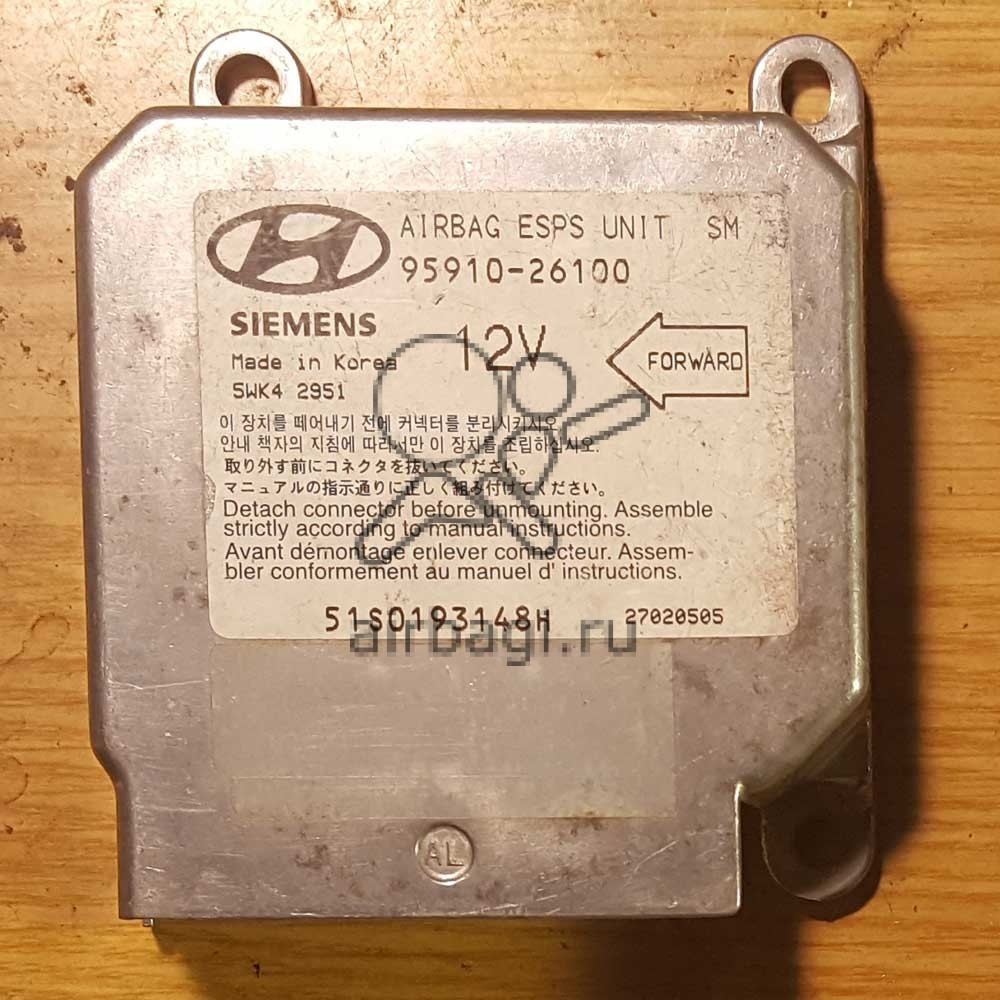 AIRBAG ESPS UNIT SM
95910-26100
SIEMENS
12V
Made in Korea
5WK4 2951
FORWARD
이 장치를 떼어내기 전에 커넥터를 분리시키시오.
안내 책자의 지침에 따라서만 이 장치를 조립하십시오.
取り外す前にコネクタを抜いてください。
マニュアルの指示通りに正しく組み付けてください。
Detach connector before unmounting. Assemble
strictly according to manual instructions.
Avant démontage enlever connecteur. Assem-
bler conformement au manuel d' instructions.
51S0193148H 27020505
airbagi.ru
AL